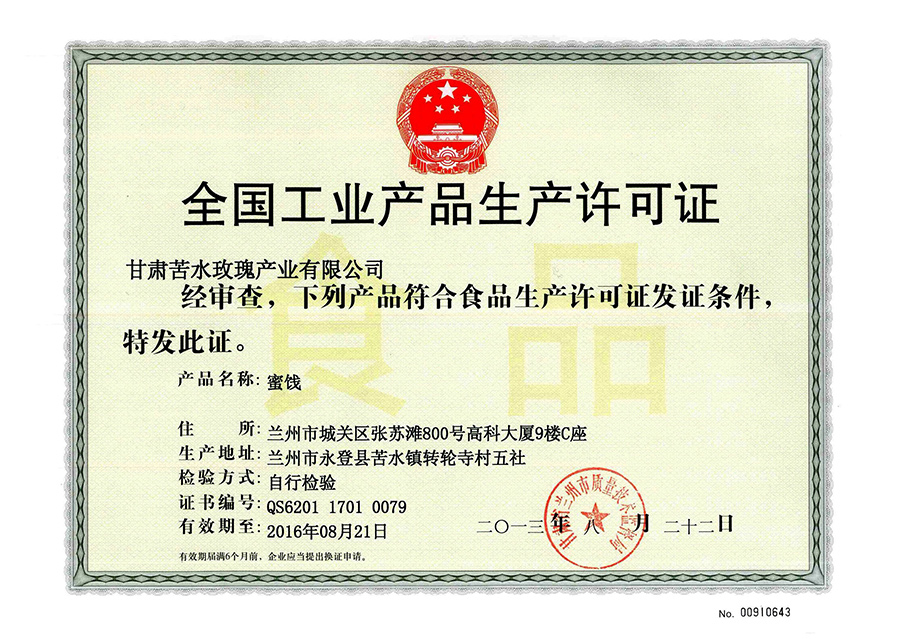 全国工业产品生产许可证
食品
甘肃苦水玫瑰产业有限公司
经审查，下列产品符合食品生产许可证发证条件，
特发此证。
产品名称: 蜜饯
住 所: 兰州市城关区张苏滩800号高科大厦9楼C座
生产地址: 兰州市永登县苦水镇转轮寺村五社
检验方式: 自行检验
证书编号: QS6201 1701 0079
有效期至: 2016年08月21日
二〇一三年 八 月二十二日
有效期届满6个月前，企业应当提出换证申请。
No. 00910643